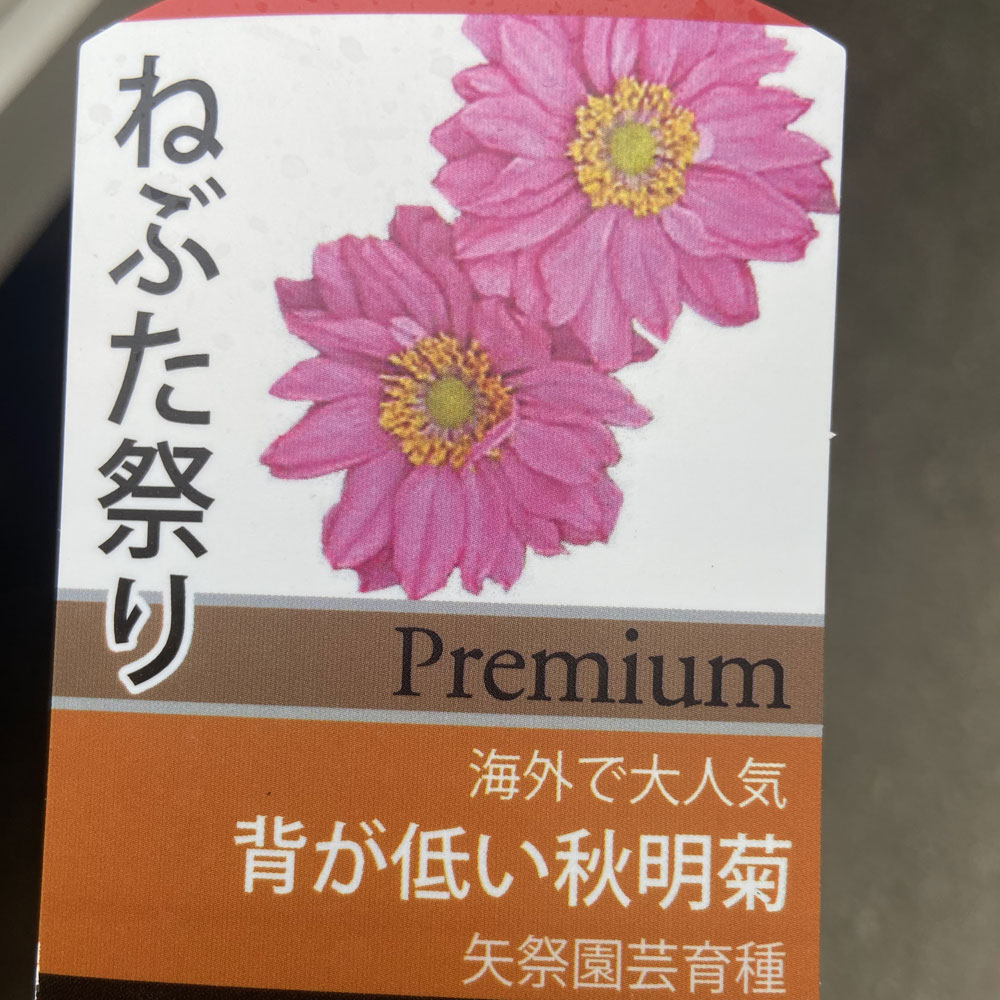 ねぶた祭り
Premium
海外で大人気
背が低い秋明菊
矢祭園芸育種